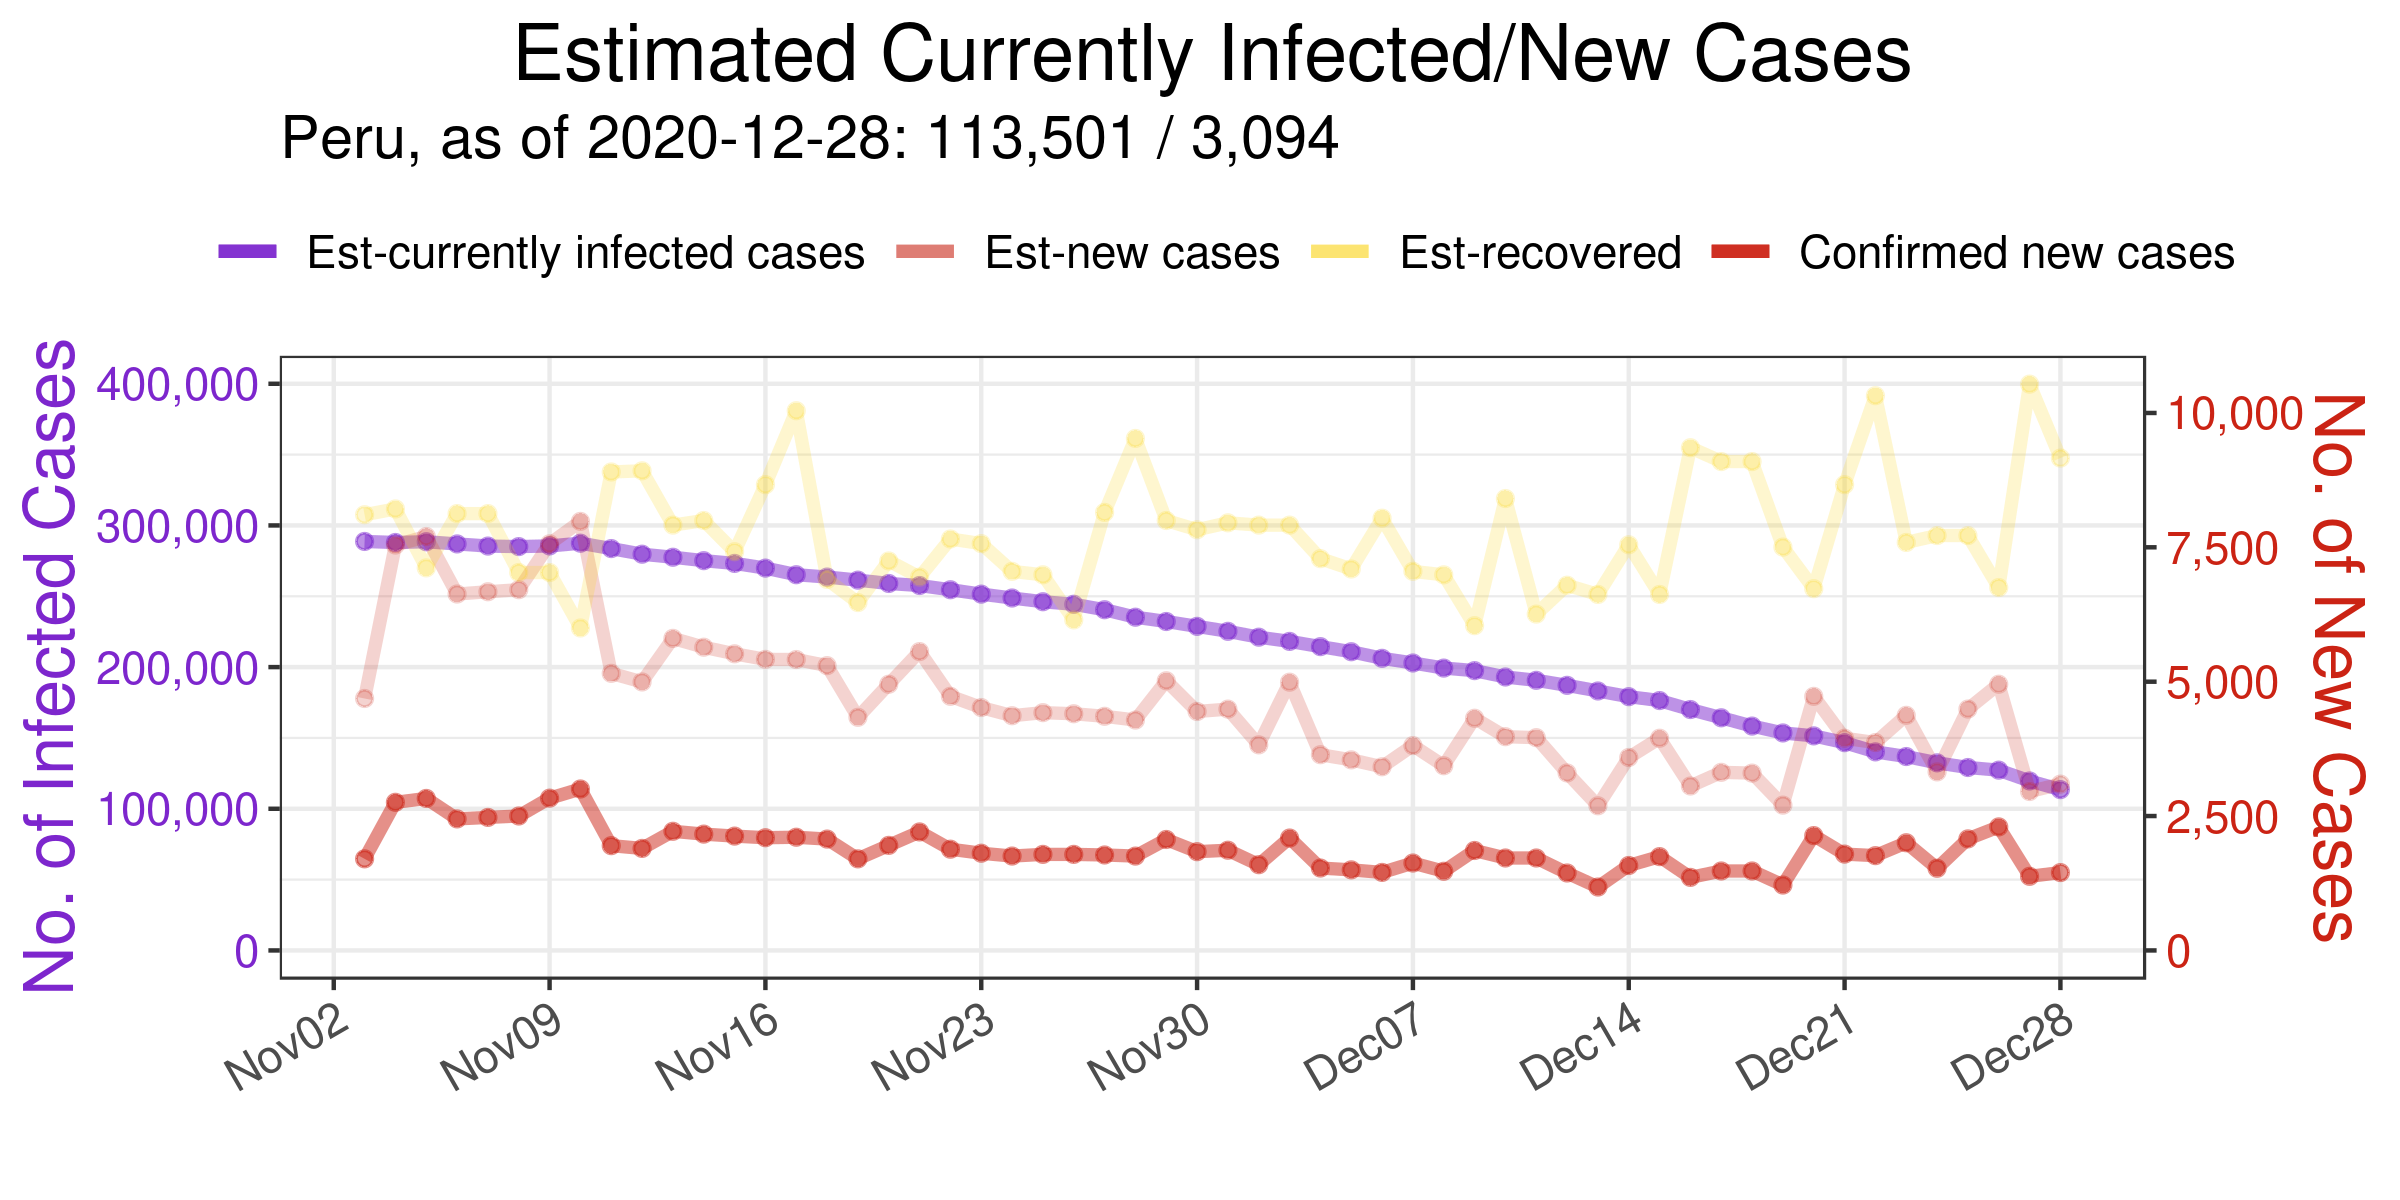 Estimated Currently Infected/New Cases
Peru, as of 2020-12-28: 113,501 / 3,094
Est-currently infected cases Est-new cases Est-recovered Confirmed new cases
No. of Infected Cases
400,000
300,000
200,000
100,000
0
10,000
7,500
5,000
2,500
0
No. of New Cases
Nov02 Nov09 Nov16 Nov23 Nov30 Dec07 Dec14 Dec21 Dec28